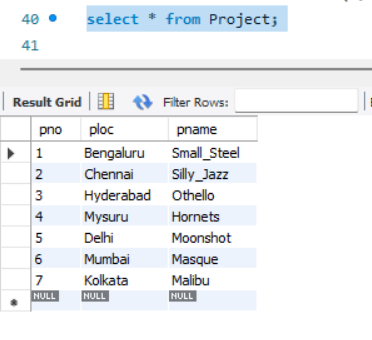 40 select * from Project;
41
Result Grid Filter Rows:
pno ploc pname
1 Bengaluru Small_Steel
2 Chennai Silly_Jazz
3 Hyderabad Othello
4 Mysuru Hornets
5 Delhi Moonshot
6 Mumbai Masque
7 Kolkata Malibu
NULL NULL NULL